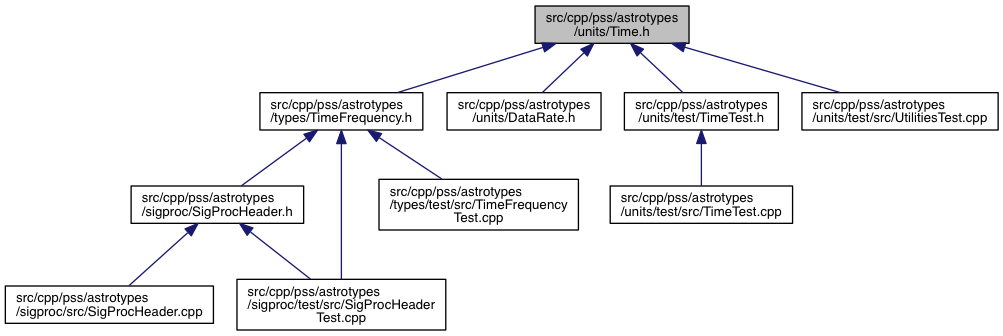 src/cpp/pss/astrotypes
/units/Time.h
src/cpp/pss/astrotypes
/types/TimeFrequency.h
src/cpp/pss/astrotypes
/units/DataRate.h
src/cpp/pss/astrotypes
/units/test/TimeTest.h
src/cpp/pss/astrotypes
/units/test/src/UtilitiesTest.cpp
src/cpp/pss/astrotypes
/sigproc/SigProcHeader.h
src/cpp/pss/astrotypes
/types/test/src/TimeFrequency
Test.cpp
src/cpp/pss/astrotypes
/units/test/src/TimeTest.cpp
src/cpp/pss/astrotypes
/sigproc/src/SigProcHeader.cpp
src/cpp/pss/astrotypes
/sigproc/test/src/SigProcHeader
Test.cpp